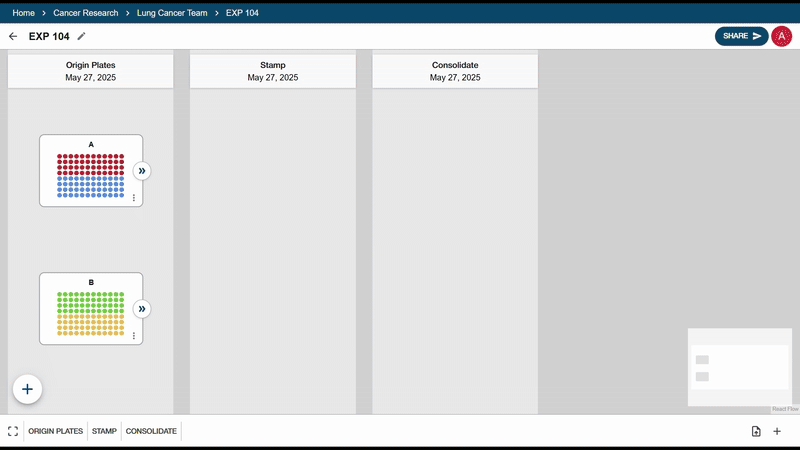 Home > Cancer Research > Lung Cancer Team > EXP 104
EXP 104
SHARE
A
Origin Plates
May 27, 2025
Stamp
May 27, 2025
Consolidate
May 27, 2025
A
B
React Flow
ORIGIN PLATES
STAMP
CONSOLIDATE